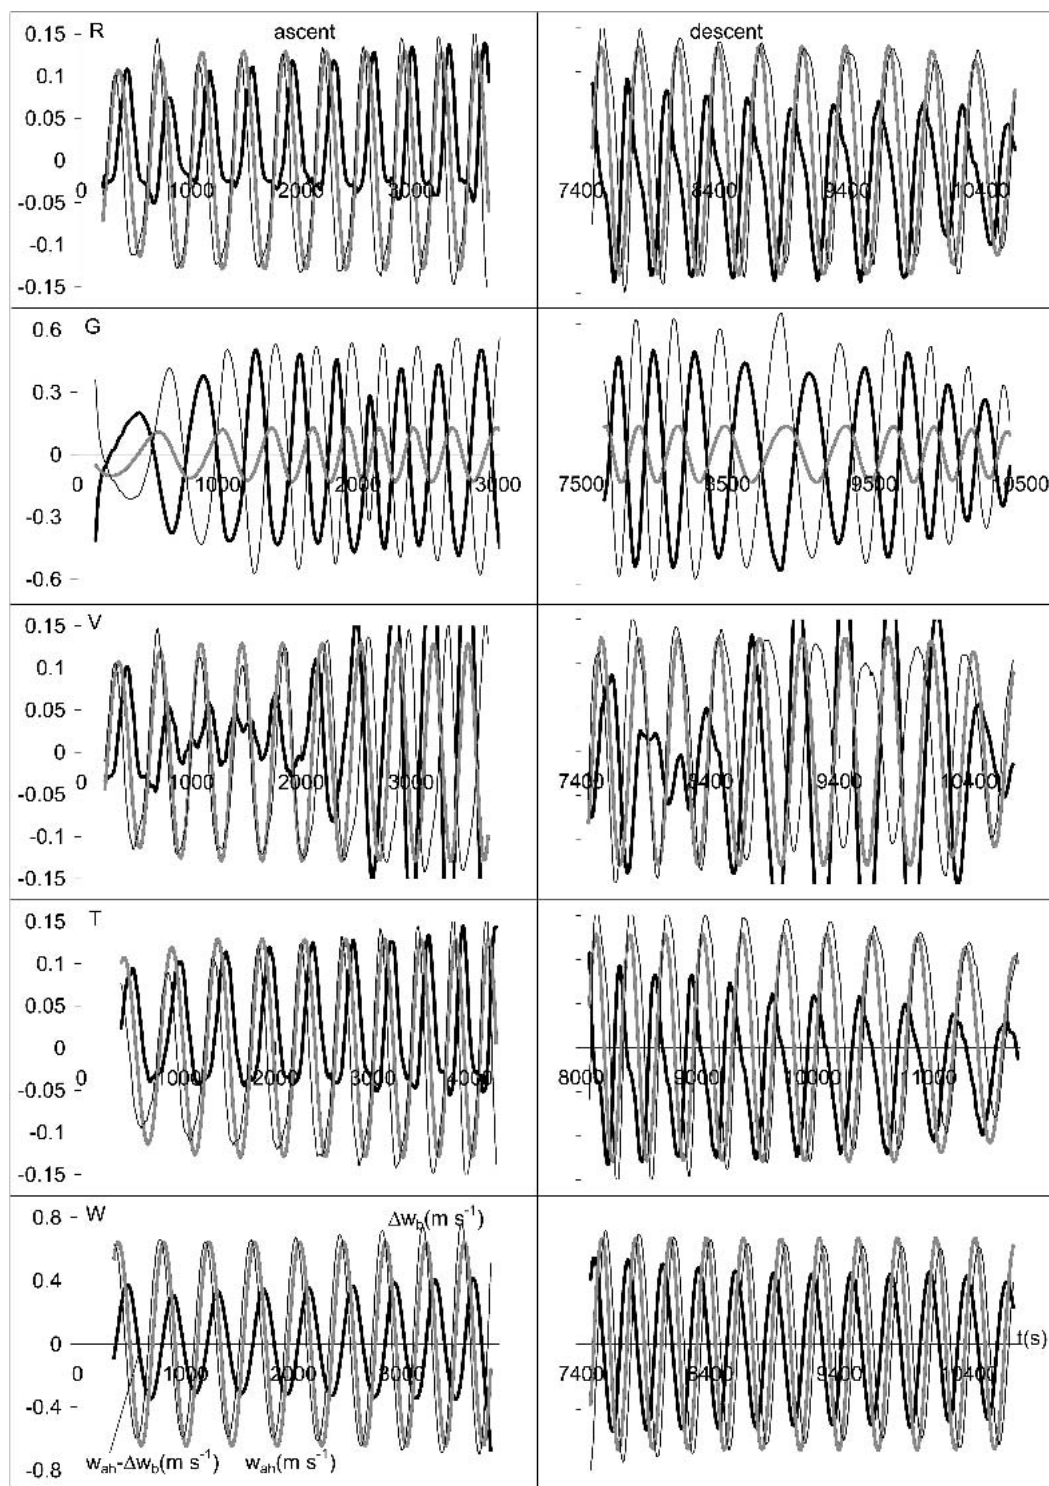 R ascent descent
0.15
0.1
0.05
0
-0.05
-0.1
-0.15
0 1000 2000 3000 7400 8400 9400 10400
G
0.6
0.3
0
-0.3
-0.6
0 1000 2000 3000 7500 8500 9500 10500
V
0.15
0.1
0.05
0
-0.05
-0.1
-0.15
0 1000 2000 3000 7400 8400 9400 10400
T
0.15
0.1
0.05
0
-0.05
-0.1
-0.15
0 1000 2000 3000 4000 8000 9000 10000 11000
W Δw_b(m s⁻¹)
0.8
0.4
0
-0.4
-0.8
t(s)
0 1000 2000 3000 7400 8400 9400 10400
w_ah-Δw_b(m s⁻¹) w_ah(m s⁻¹)